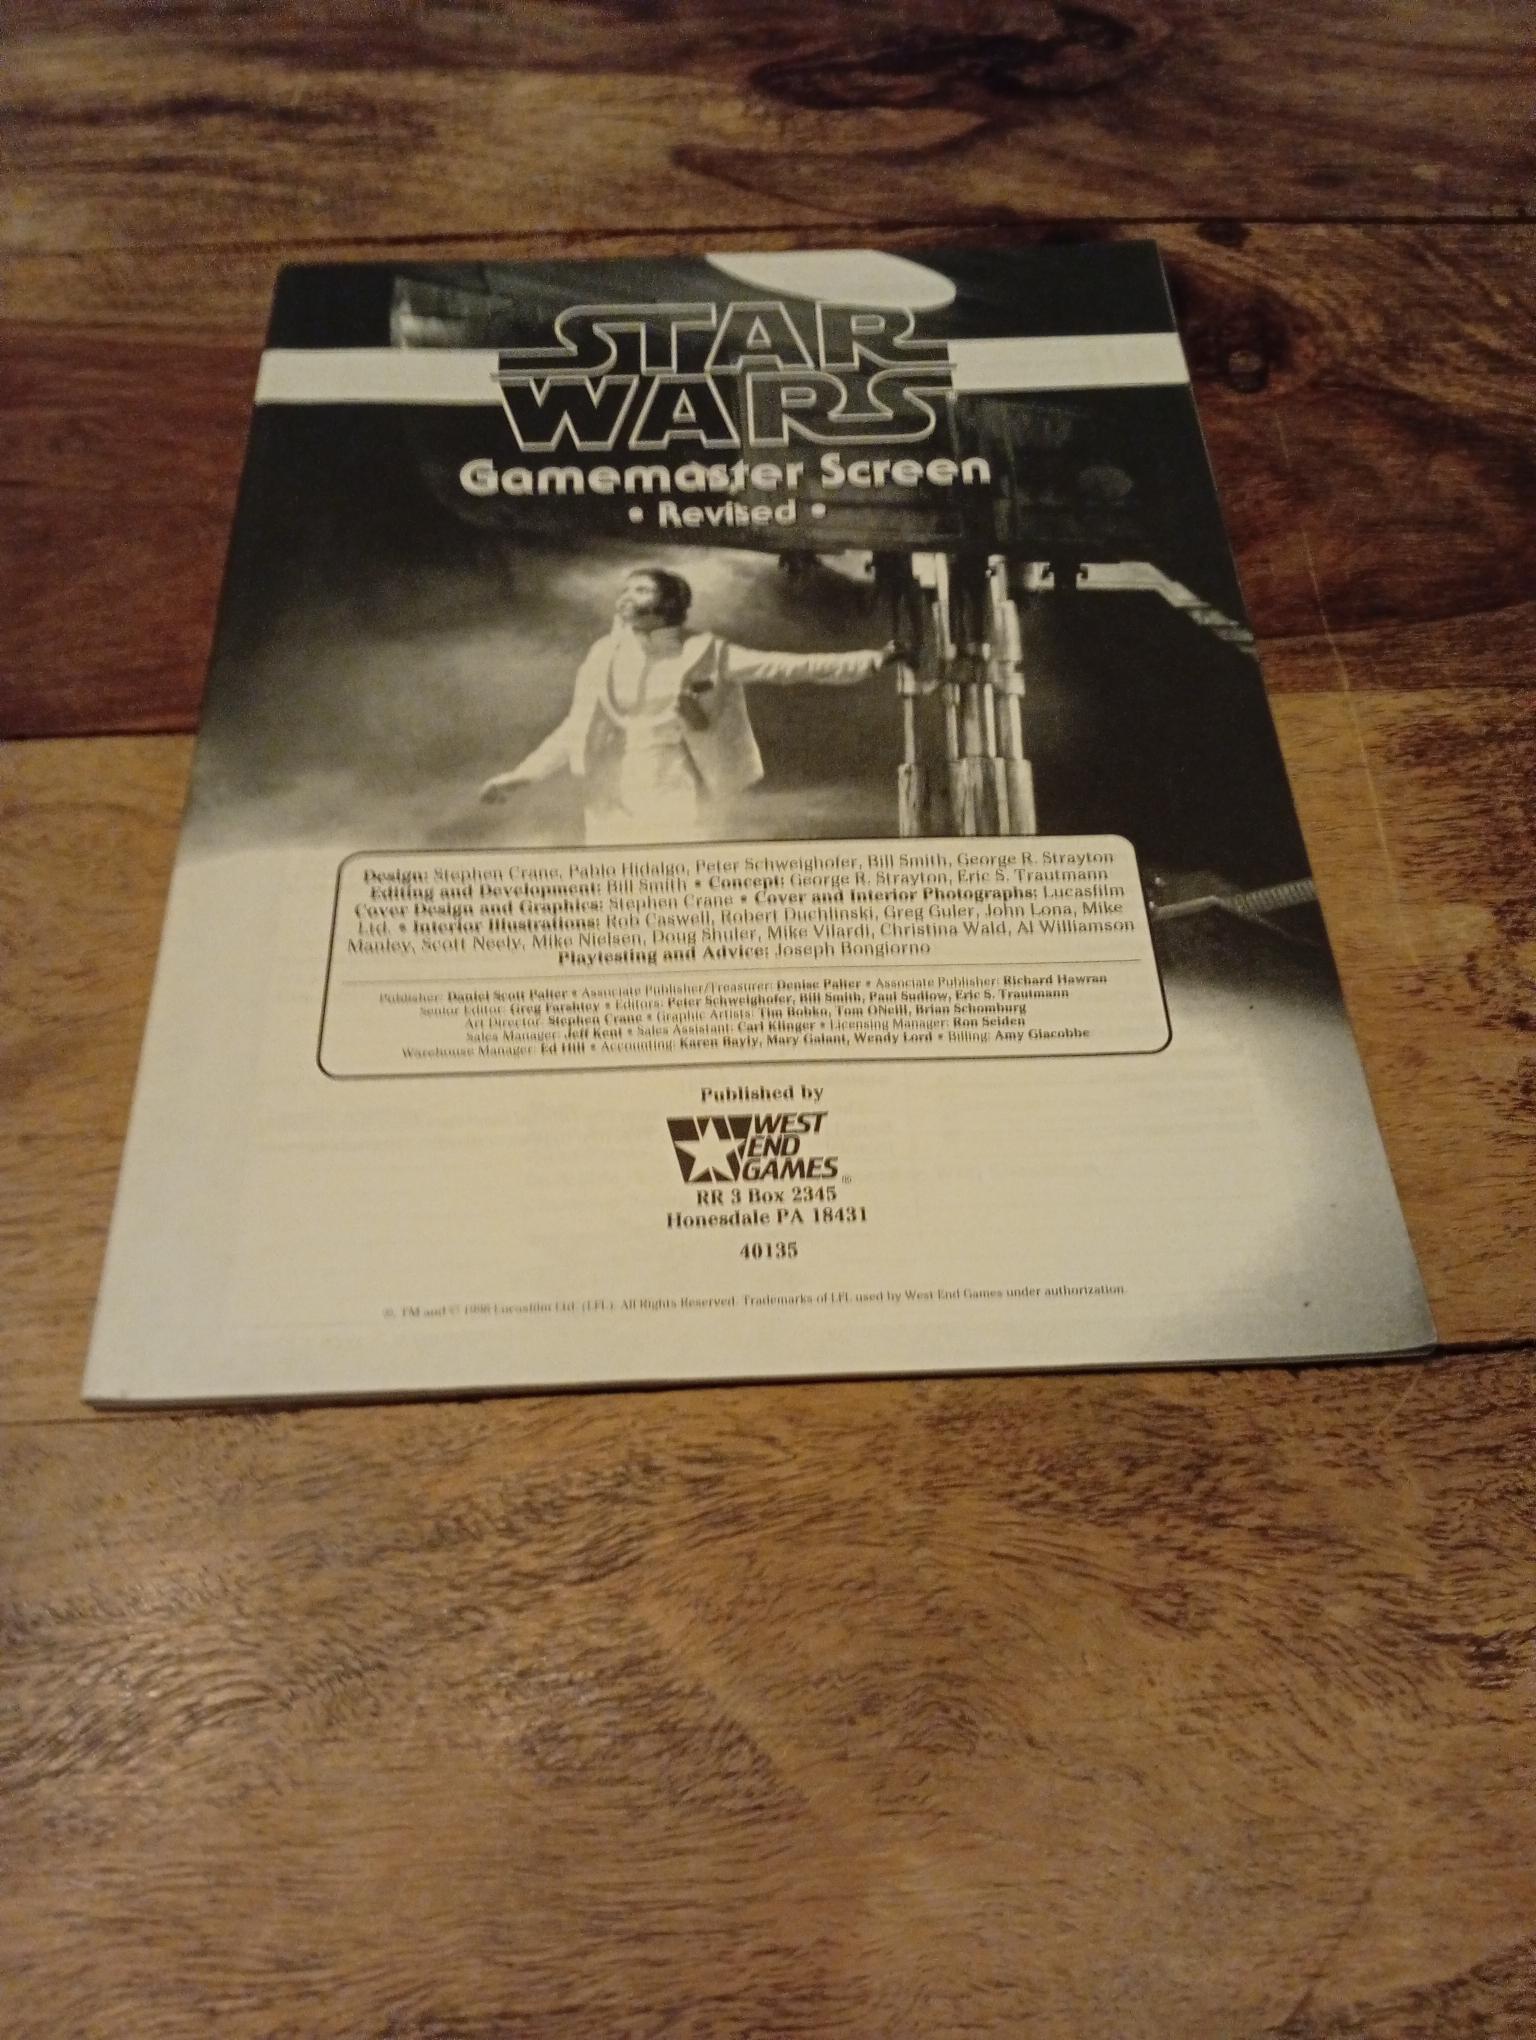 STAR
WARS
Gamemaster Screen
• Revised •
Design: Stephen Crane, Pablo Hidalgo, Peter Schweighofer, Bill Smith, George R. Strayton
Editing and Development: Bill Smith • Concept: George R. Strayton, Eric S. Trautmann
Cover Design and Graphics: Stephen Crane • Cover and Interior Photographs: Lucasfilm
Ltd. • Interior Illustrations: Rob Caswell, Robert Duchlinski, Greg Guler, John Lona, Mike
Manley, Scott Neely, Mike Nielsen, Doug Shuler, Mike Vilardi, Christina Wald, Al Williamson
Playtesting and Advice: Joseph Bongiorno
Publisher: Daniel Scott Palter • Associate Publisher/Treasurer: Denise Palter • Associate Publisher: Richard Hawran
Senior Editor: Greg Farshtey • Editors: Peter Schweighofer, Bill Smith, Paul Sudlow, Eric S. Trautmann
Art Director: Stephen Crane • Graphic Artists: Tim Bobko, Tom ONeill, Brian Schomburg
Sales Manager: Jeff Kent • Sales Assistant: Carl Klinger • Licensing Manager: Ron Seiden
Warehouse Manager: Ed Hill • Accounting: Karen Bayly, Mary Galant, Wendy Lord • Billing: Amy Giacobbe
Published by
WEST
END
GAMES®
RR 3 Box 2345
Honesdale PA 18431
40135
®, TM and © Lucasfilm Ltd. (LFL). All Rights Reserved. Trademarks of LFL used by West End Games under authorization.